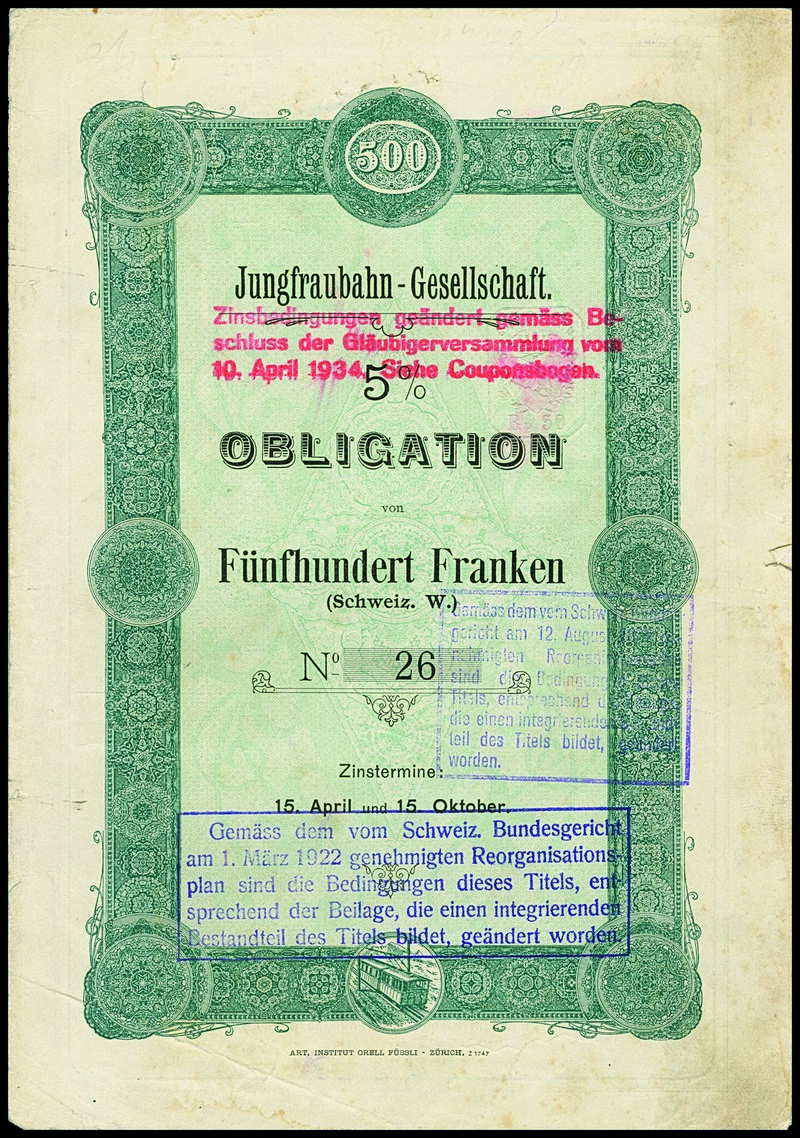 500
Jungfraubahn - Gesellschaft.
Zinsbedingungen geändert gemäss Be-
schluss der Gläubigerversammlung vom
10. April 1934. Siehe Couponsbogen.
5 %
OBLIGATION
von
Fünfhundert Franken
(Schweiz. W.)
Gemäss dem vom Schw
gericht am 12. Augus
Nº 26
sind
Titels,
die einen integrierenden
teil des Titels bildet, geändert
worden.
Zinstermine:
15. April und 15. Oktober.
Gemäss dem vom Schweiz. Bundesgericht
am 1. März 1922 genehmigten Reorganisations-
plan sind die Bedingungen dieses Titels, ent-
sprechend der Beilage, die einen integrierenden
Bestandteil des Titels bildet, geändert worden.
ART. INSTITUT ORELL FÜSSLI - ZÜRICH.